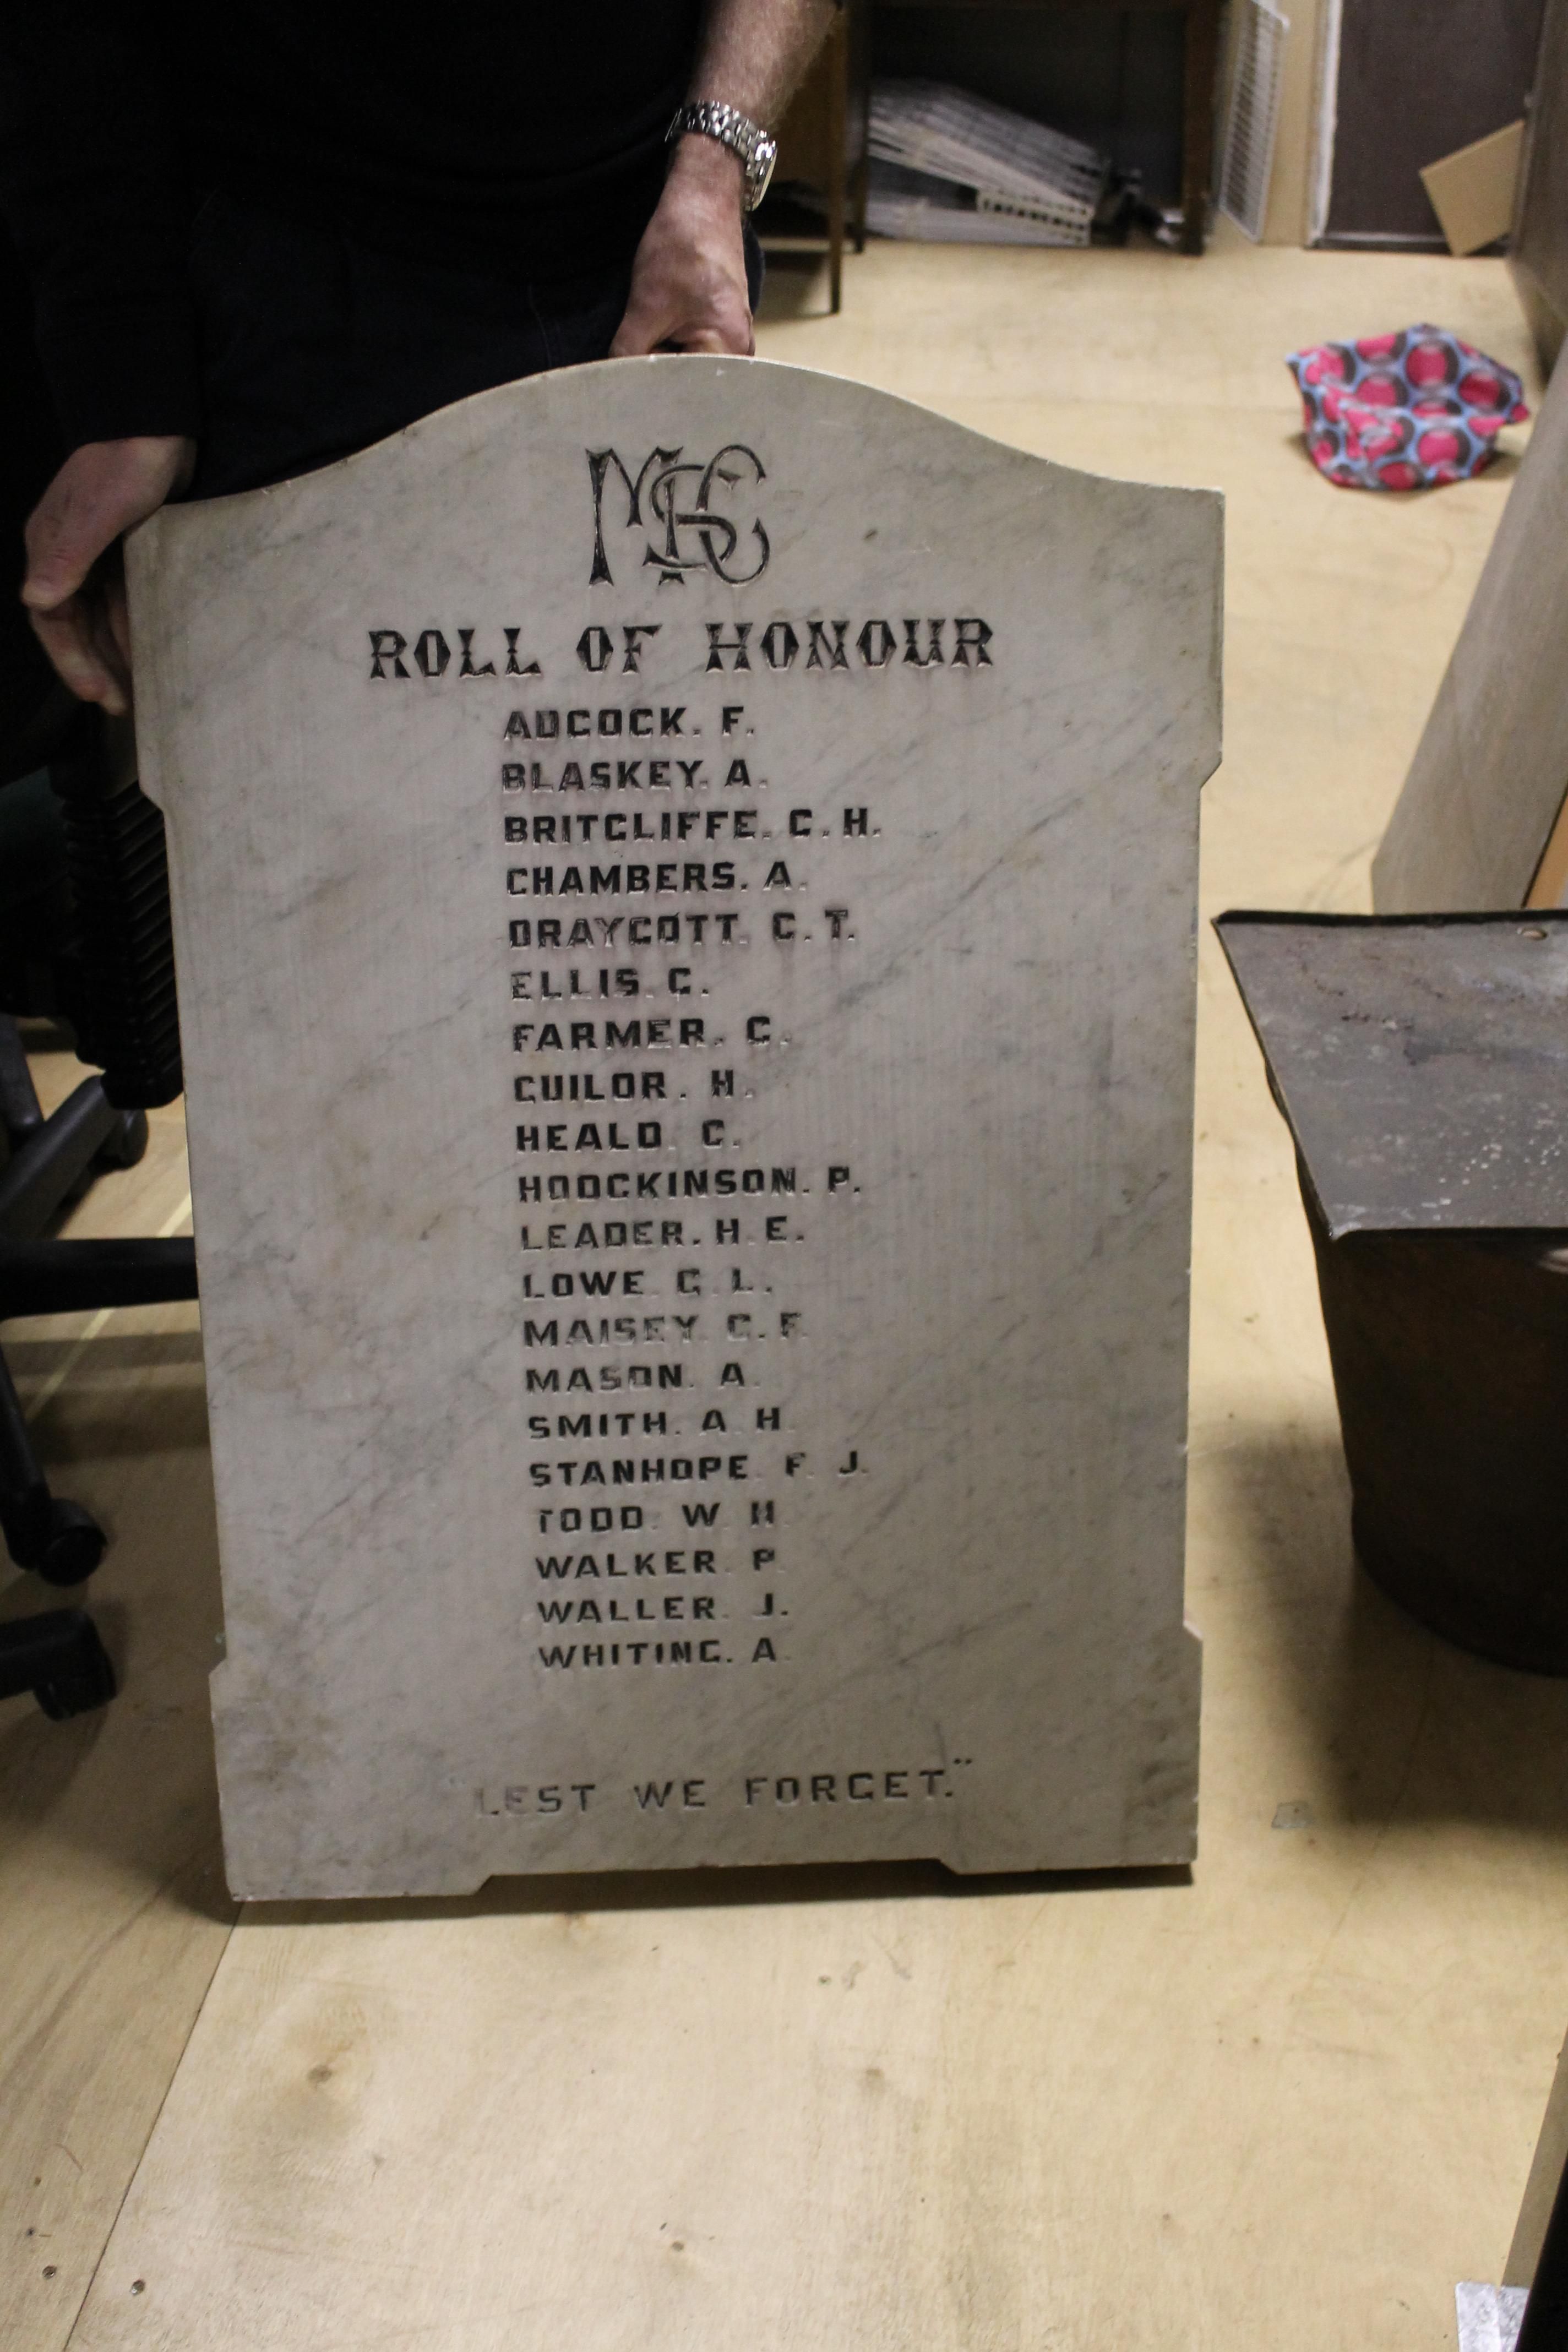 ROLL OF HONOUR
ADCOCK. F.
BLASKEY. A.
BRITCLIFFE. C. H.
CHAMBERS. A.
DRAYCOTT. C. T.
ELLIS. G.
FARMER. C.
GUILOR. H.
HEALD. C.
HODGKINSON. P.
LEADER. H. E.
LOWE. G. L.
MAISEY. C. F.
MASON. A.
SMITH. A. H.
STANHOPE. F. J.
TODD. W. H.
WALKER. P.
WALLER. J.
WHITING. A.
"LEST WE FORGET."